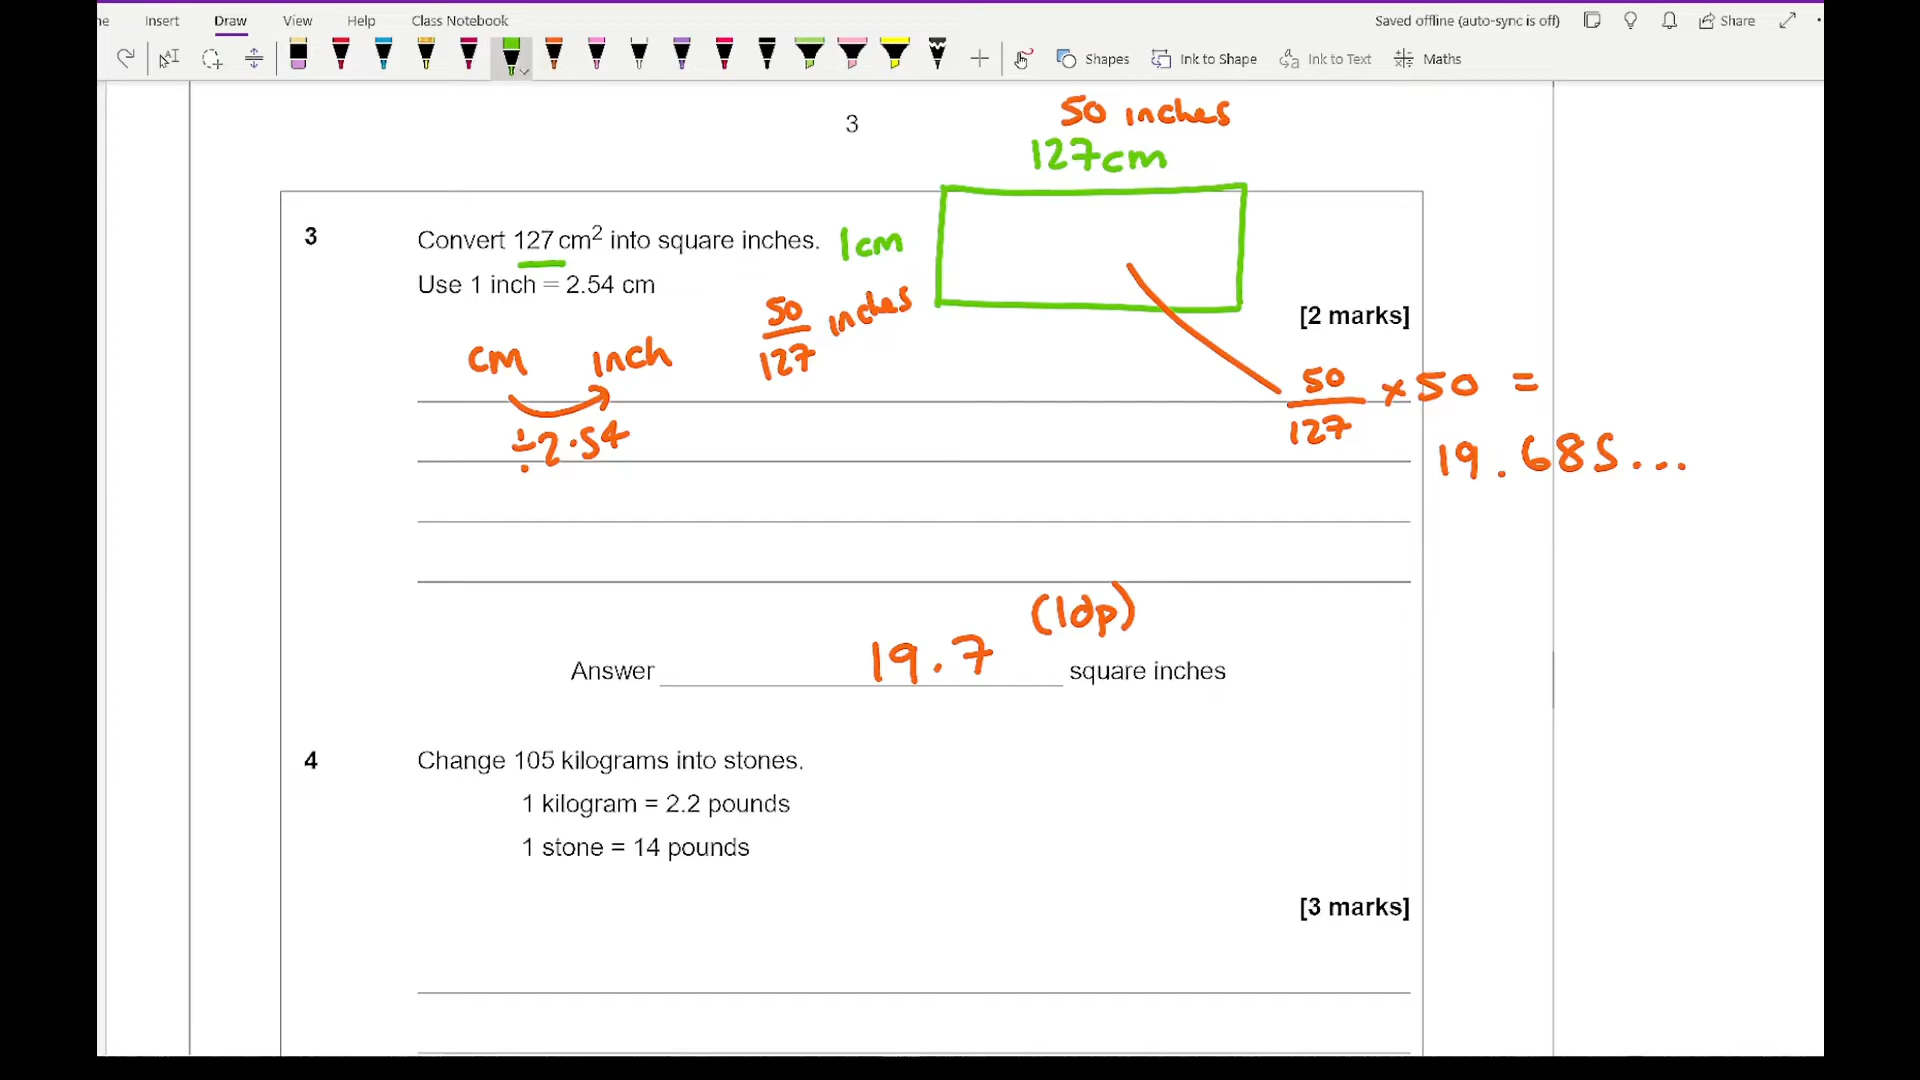 Insert Draw View Help Class Notebook Saved offline (auto-sync is off) Share
Shapes Ink to Shape Ink to Text Maths
50 inches
3
127cm
3 Convert 127 cm² into square inches. 1cm
Use 1 inch = 2.54 cm
50/127 inches
[2 marks]
cm inch
50/127 × 50 =
÷2.54
19.685...
(1dp)
Answer 19.7 square inches
4 Change 105 kilograms into stones.
1 kilogram = 2.2 pounds
1 stone = 14 pounds
[3 marks]